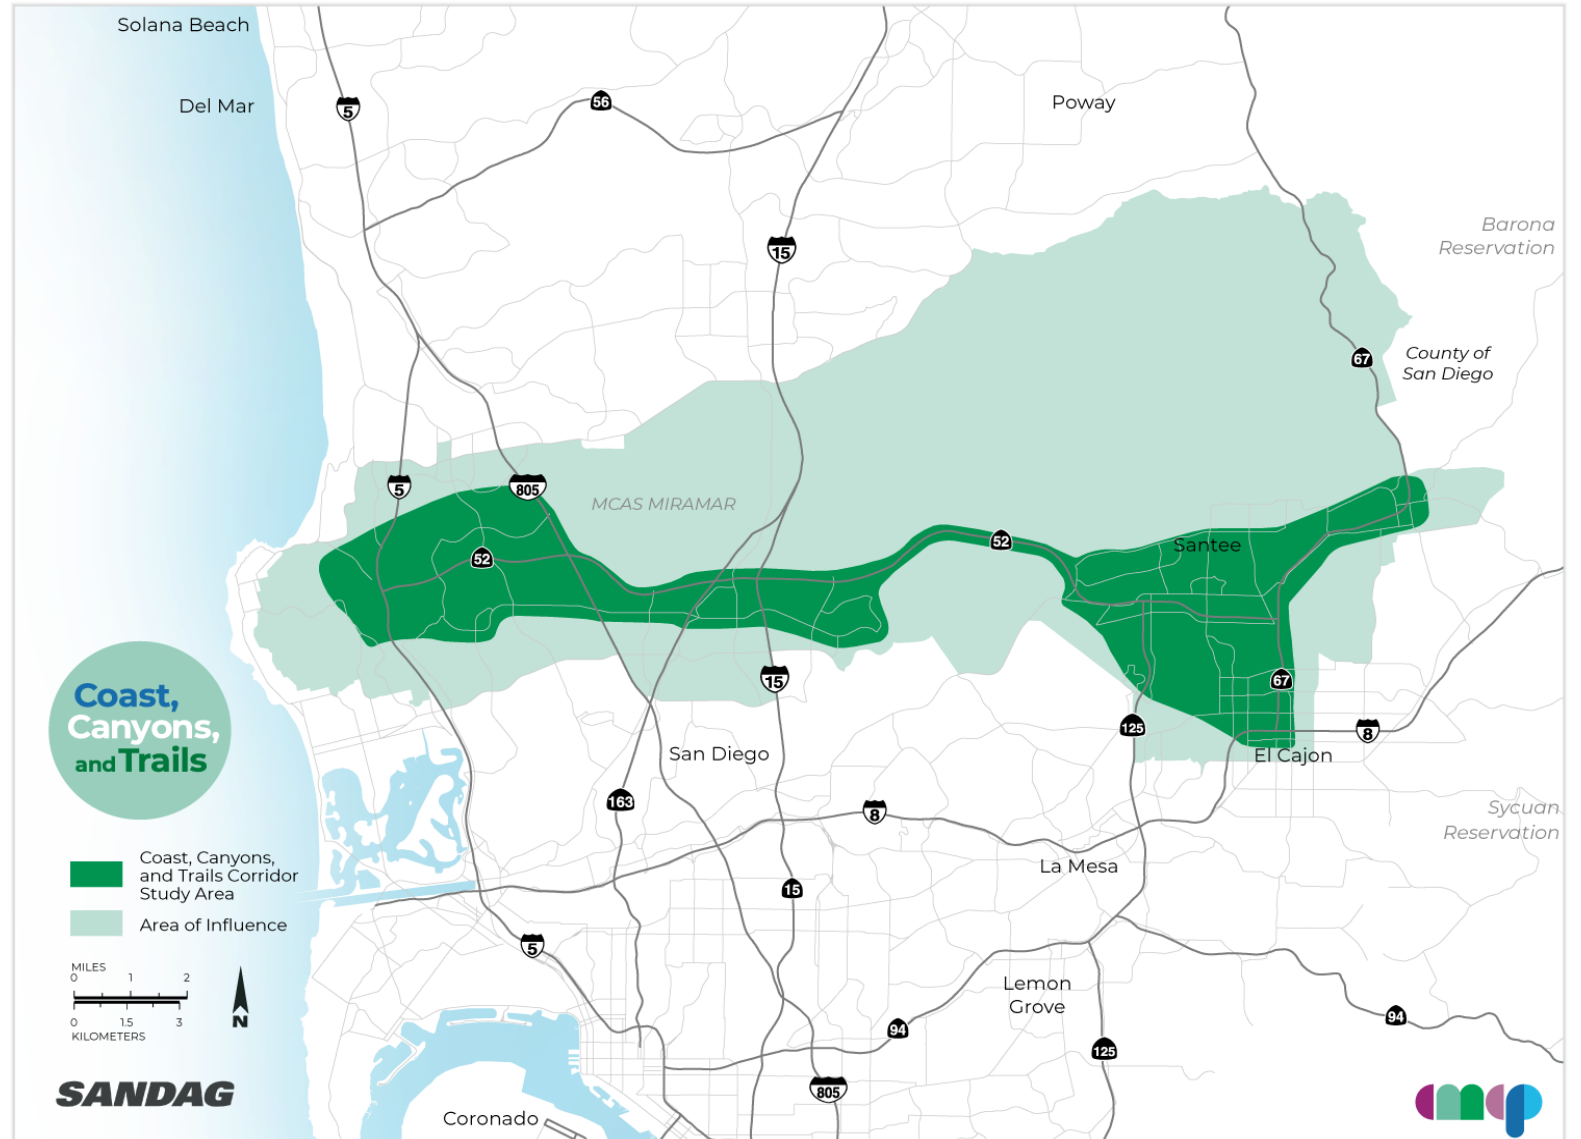 Solana Beach
Del Mar
5
56
Poway
15
Barona
Reservation
67
County of
San Diego
5
805
MCAS MIRAMAR
52
52
Santee
Coast,
Canyons,
and Trails
15
67
125
8
San Diego
El Cajon
163
8
Sycuan
Reservation
Coast, Canyons,
and Trails Corridor
Study Area
La Mesa
15
Area of Influence
5
MILES
0 1 2
0 1.5 3
KILOMETERS
N
Lemon
Grove
94
94
125
SANDAG
805
cmcp
Coronado